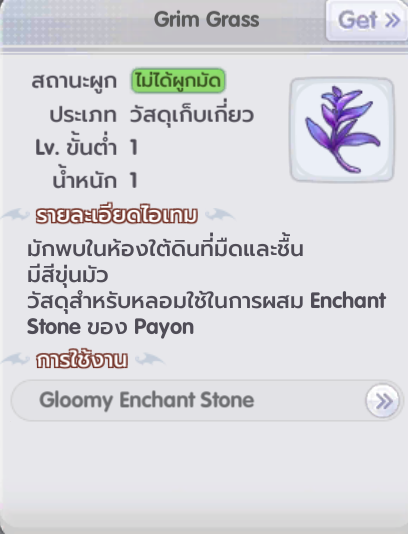 Grim Grass
Get »
สถานะผูก ไม่ได้ผูกมัด
ประเภท วัสดุเก็บเกี่ยว
Lv. ขั้นต่ำ 1
น้ำหนัก 1
รายละเอียดไอเทม
มักพบในห้องใต้ดินที่มืดและชื้น
มีสีขุ่นมัว
วัสดุสำหรับหลอมใช้ในการผสม Enchant
Stone ของ Payon
การใช้งาน
Gloomy Enchant Stone »